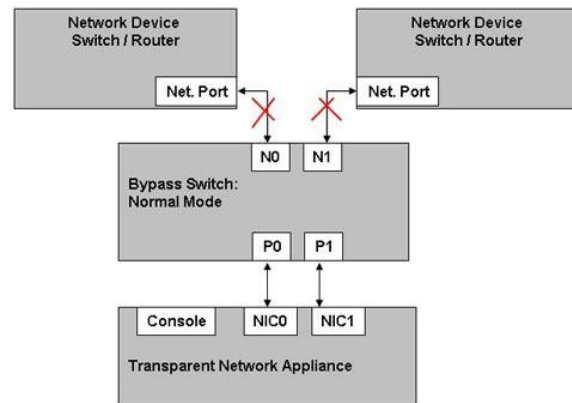 Network Device
Switch / Router
Net. Port
Network Device
Switch / Router
Net. Port
N0
N1
Bypass Switch:
Normal Mode
P0
P1
Console
NIC0
NIC1
Transparent Network Appliance